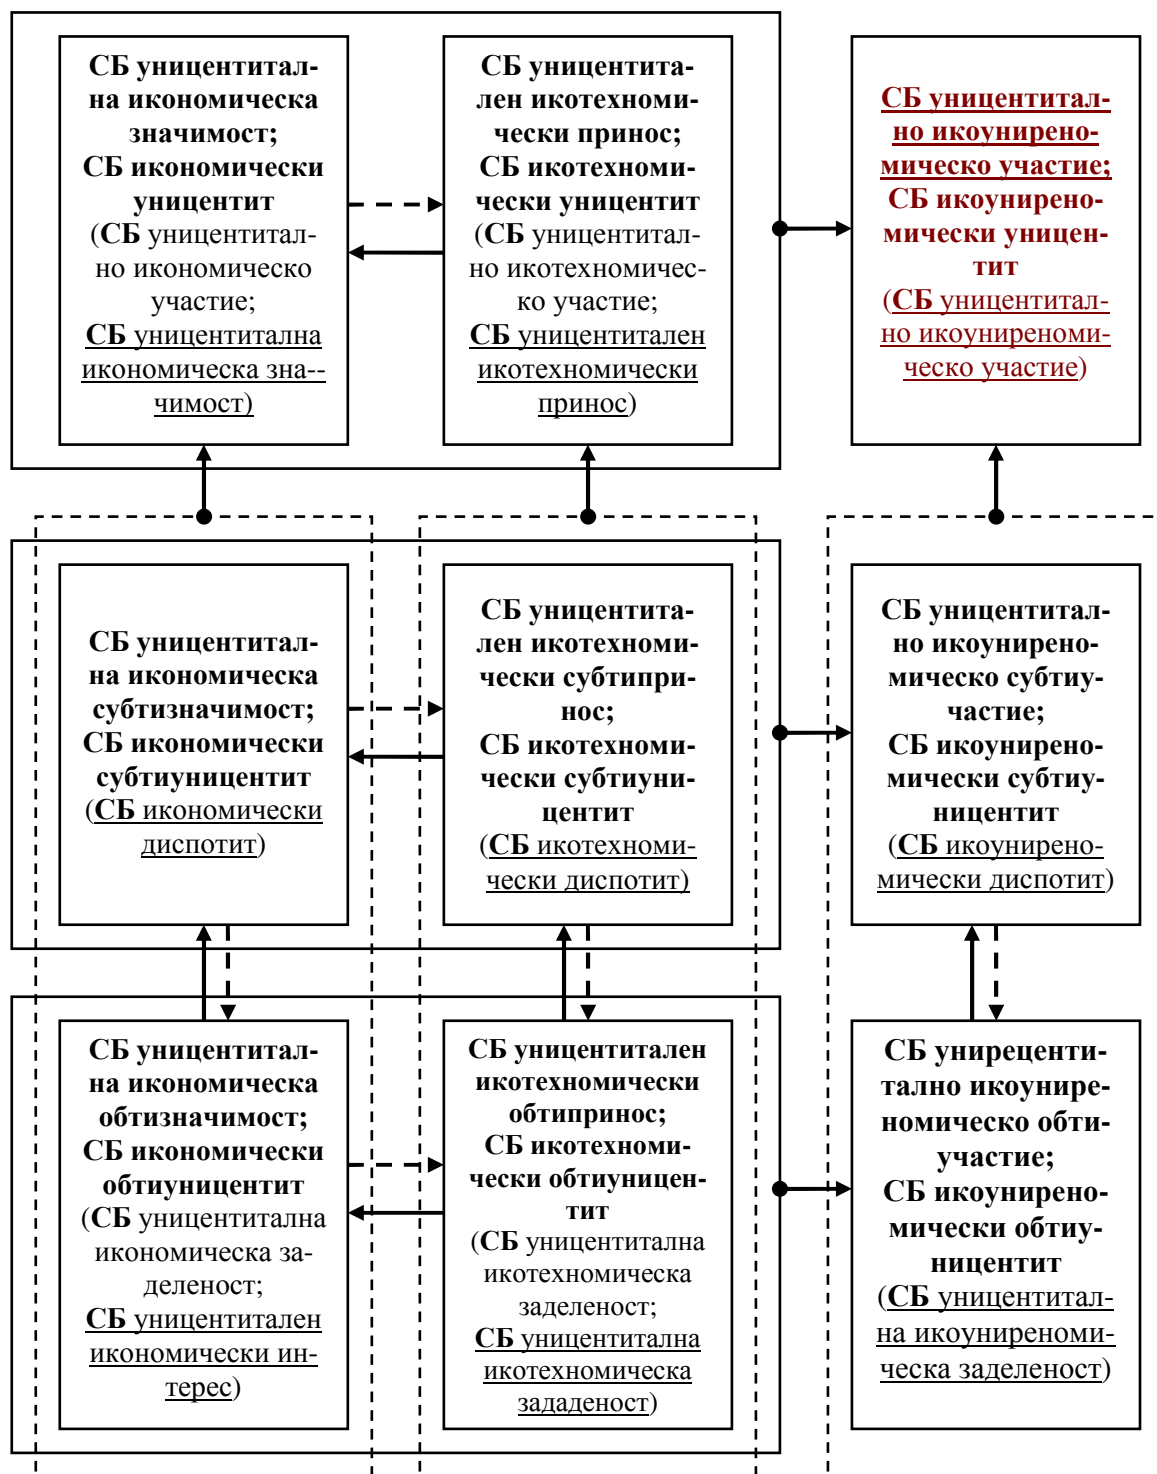 СБ уницентитал-
на икономическа
значимост;
СБ икономически
уницентит
(СБ уницентитал-
но икономическо
участие;
СБ уницентитална
икономическа зна--
чимост)
СБ уницентита-
лен икотехноми-
чески принос;
СБ икотехноми-
чески уницентит
(СБ уницентитал-
но икотехномичес-
ко участие;
СБ уницентитален
икотехномически
принос)
СБ уницентитал-
но икоунирено-
мическо участие;
СБ икоунирено-
мически уницен-
тит
(СБ уницентитал-
но икоуниреноми-
ческо участие)
СБ уницентитал-
на икономическа
субтизначимост;
СБ икономически
субтиуницентит
(СБ икономически
диспотит)
СБ уницентита-
лен икотехноми-
чески субтипри-
нос;
СБ икотехноми-
чески субтиуни-
центит
(СБ икотехноми-
чески диспотит)
СБ уницентитал-
но икоунирено-
мическо субтиу-
частие;
СБ икоунирено-
мически субтиу-
ницентит
(СБ икоунирено-
мически диспотит)
СБ уницентитал-
на икономическа
обтизначимост;
СБ икономически
обтиуницентит
(СБ уницентитална
икономическа за-
деленост;
СБ уницентитален
икономически ин-
терес)
СБ уницентитален
икотехномически
обтипринос;
СБ икотехноми-
чески обтиуницен-
тит
(СБ уницентитална
икотехномическа
заделеност;
СБ уницентитална
икотехномическа
зададеност)
СБ униреценти-
тално икоунире-
номическо обти-
участие;
СБ икоунирено-
мически обтиу-
ницентит
(СБ уницентитал-
на икоуниреноми-
ческа заделеност)